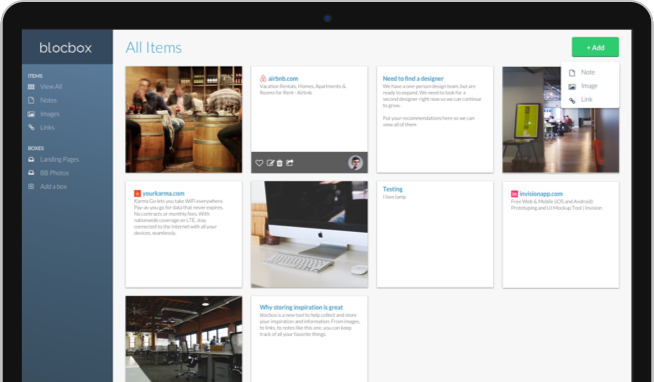 blocbox
All Items
+ Add
Note
Image
Link
ITEMS
View All
Notes
Images
Links
BOXES
Landing Pages
BB Photos
Add a box
airbnb.com
Vacation Rentals, Homes, Apartments &
Rooms for Rent - Airbnb
Need to find a designer
We have a one-person design team, but are
ready to expand. We need to task for a
second designer right now so we can continue
to grow.
Put your recommendations here so we can
view all of them
yourkarma.com
Karma Go lets you take WiFi everywhere.
Pay-as-you-go for data that never expires.
No contracts or monthly fees. With
nationwide coverage on LTE, stay
connected to the Internet with all your
devices, seamlessly.
Testing
I love lamp
in invisionapp.com
Free Web & Mobile (iOS and Android)
Prototyping and UI Mockup Tool | InVision
Why storing inspiration is great
blocbox is a new tool to help collect and store
your inspiration and information. From images,
to links, to notes like this one, you can keep
track of all your favorite things.